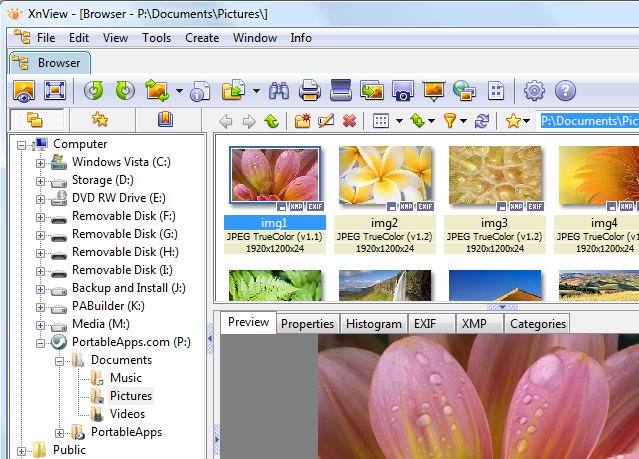 XnView - [Browser - P:\Documents\Pictures\]
File Edit View Tools Create Window Info
Browser
P:\Documents\Pic
Computer
Windows Vista (C:)
Storage (D:)
DVD RW Drive (E:)
Removable Disk (F:)
Removable Disk (G:)
Removable Disk (H:)
Removable Disk (I:)
Backup and Install (J:)
PABuilder (K:)
Media (M:)
PortableApps.com (P:)
Documents
Music
Pictures
Videos
PortableApps
Public
XMP EXIF XMP EXIF XMP EXIF XMP EXIF
img1 img2 img3 img4
JPEG TrueColor (v1.1) JPEG TrueColor (v1.2) JPEG TrueColor (v1.2) JPEG TrueColor (v1
1920x1200x24 1920x1200x24 1920x1200x24 1920x1200x24
Preview Properties Histogram EXIF XMP Categories